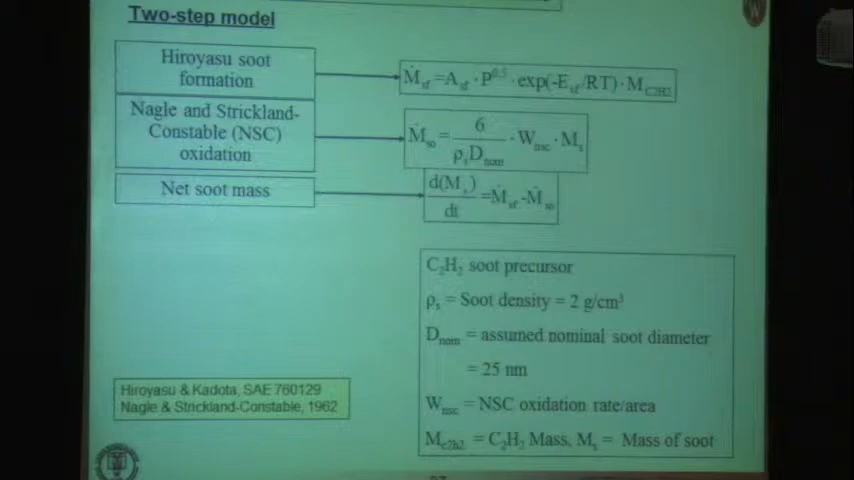 Two-step model
Hiroyasu soot
formation
Ṁsf =Asf · P^0.5 · exp(-Esf/RT) · MC2H2
Nagle and Strickland-
Constable (NSC)
oxidation
Ṁso = 6/(ρsDnom) · Wnsc · Ms
Net soot mass
d(Ms)/dt =Ṁsf -Ṁso
C₂H₂ soot precursor
ρs = Soot density = 2 g/cm³
Dnom = assumed nominal soot diameter
= 25 nm
Wnsc = NSC oxidation rate/area
Mc2h2 = C₂H₂ Mass, Ms = Mass of soot
Hiroyasu & Kadota, SAE 760129
Nagle & Strickland-Constable, 1962